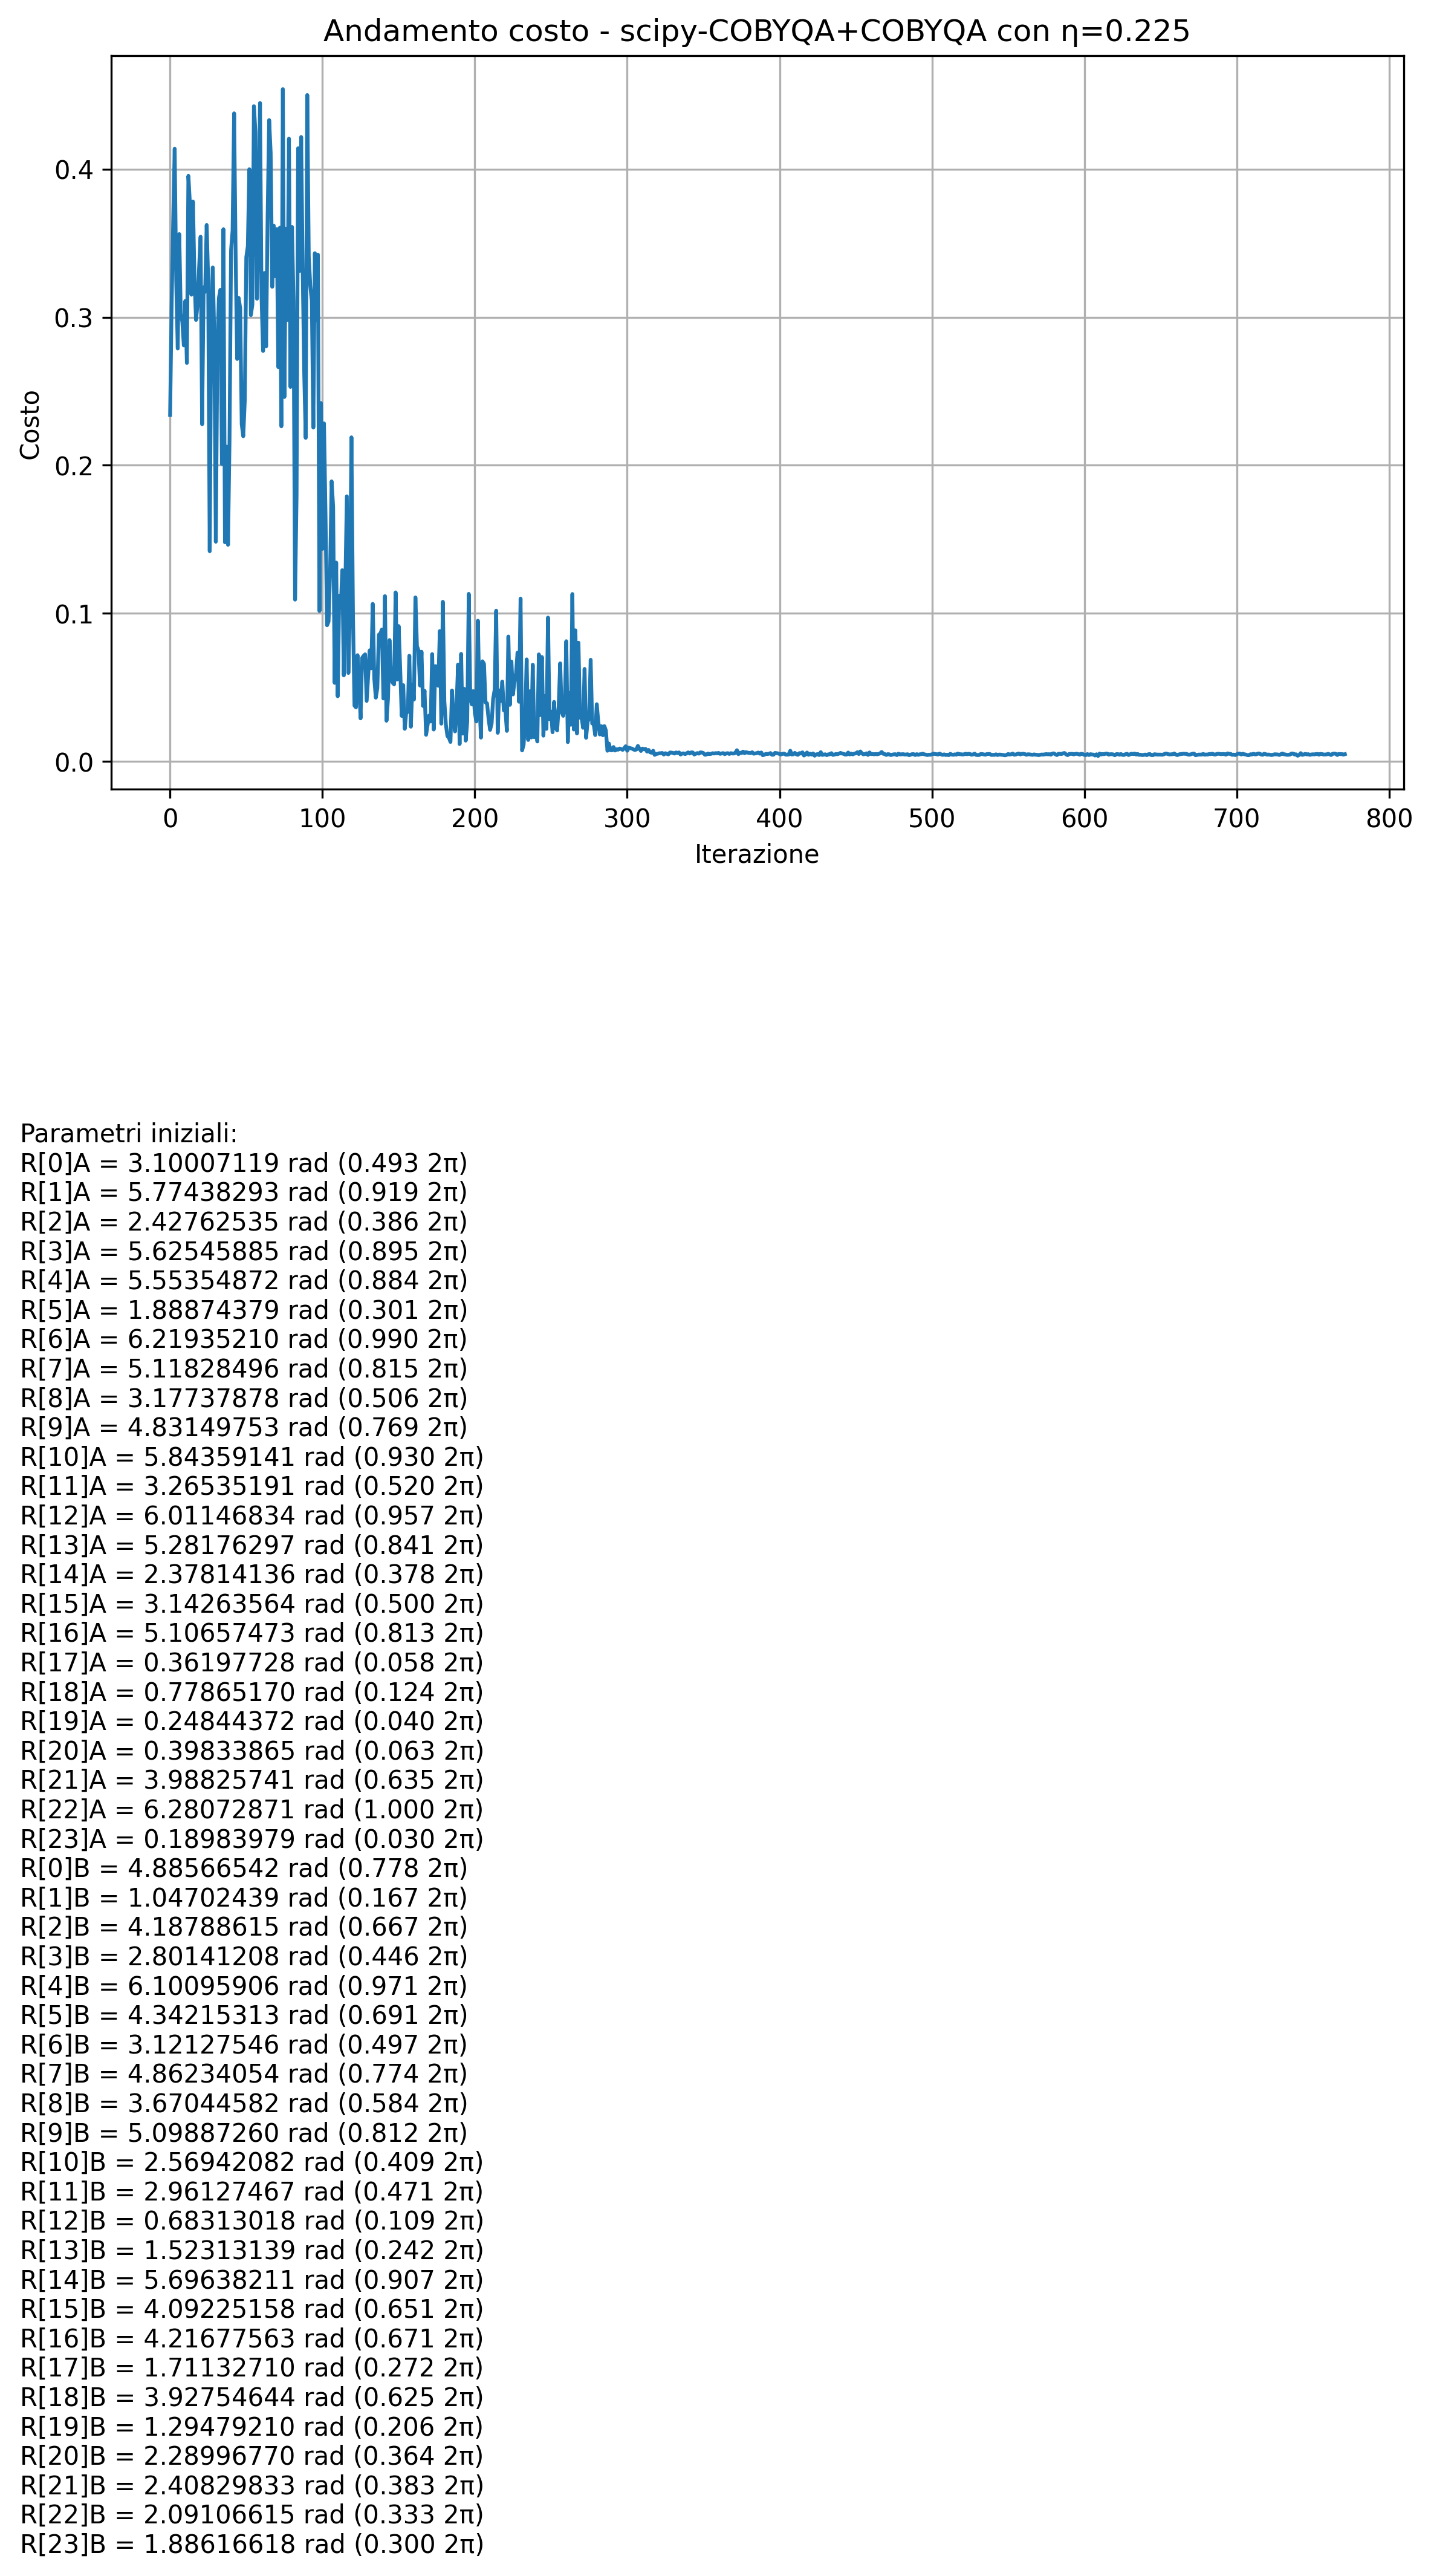 Andamento costo - scipy-COBYQA+COBYQA con η=0.225
0.4
0.3
0.2
0.1
0.0
Costo
0 100 200 300 400 500 600 700 800
Iterazione
Parametri iniziali:
R[0]A = 3.10007119 rad (0.493 2π)
R[1]A = 5.77438293 rad (0.919 2π)
R[2]A = 2.42762535 rad (0.386 2π)
R[3]A = 5.62545885 rad (0.895 2π)
R[4]A = 5.55354872 rad (0.884 2π)
R[5]A = 1.88874379 rad (0.301 2π)
R[6]A = 6.21935210 rad (0.990 2π)
R[7]A = 5.11828496 rad (0.815 2π)
R[8]A = 3.17737878 rad (0.506 2π)
R[9]A = 4.83149753 rad (0.769 2π)
R[10]A = 5.84359141 rad (0.930 2π)
R[11]A = 3.26535191 rad (0.520 2π)
R[12]A = 6.01146834 rad (0.957 2π)
R[13]A = 5.28176297 rad (0.841 2π)
R[14]A = 2.37814136 rad (0.378 2π)
R[15]A = 3.14263564 rad (0.500 2π)
R[16]A = 5.10657473 rad (0.813 2π)
R[17]A = 0.36197728 rad (0.058 2π)
R[18]A = 0.77865170 rad (0.124 2π)
R[19]A = 0.24844372 rad (0.040 2π)
R[20]A = 0.39833865 rad (0.063 2π)
R[21]A = 3.98825741 rad (0.635 2π)
R[22]A = 6.28072871 rad (1.000 2π)
R[23]A = 0.18983979 rad (0.030 2π)
R[0]B = 4.88566542 rad (0.778 2π)
R[1]B = 1.04702439 rad (0.167 2π)
R[2]B = 4.18788615 rad (0.667 2π)
R[3]B = 2.80141208 rad (0.446 2π)
R[4]B = 6.10095906 rad (0.971 2π)
R[5]B = 4.34215313 rad (0.691 2π)
R[6]B = 3.12127546 rad (0.497 2π)
R[7]B = 4.86234054 rad (0.774 2π)
R[8]B = 3.67044582 rad (0.584 2π)
R[9]B = 5.09887260 rad (0.812 2π)
R[10]B = 2.56942082 rad (0.409 2π)
R[11]B = 2.96127467 rad (0.471 2π)
R[12]B = 0.68313018 rad (0.109 2π)
R[13]B = 1.52313139 rad (0.242 2π)
R[14]B = 5.69638211 rad (0.907 2π)
R[15]B = 4.09225158 rad (0.651 2π)
R[16]B = 4.21677563 rad (0.671 2π)
R[17]B = 1.71132710 rad (0.272 2π)
R[18]B = 3.92754644 rad (0.625 2π)
R[19]B = 1.29479210 rad (0.206 2π)
R[20]B = 2.28996770 rad (0.364 2π)
R[21]B = 2.40829833 rad (0.383 2π)
R[22]B = 2.09106615 rad (0.333 2π)
R[23]B = 1.88616618 rad (0.300 2π)